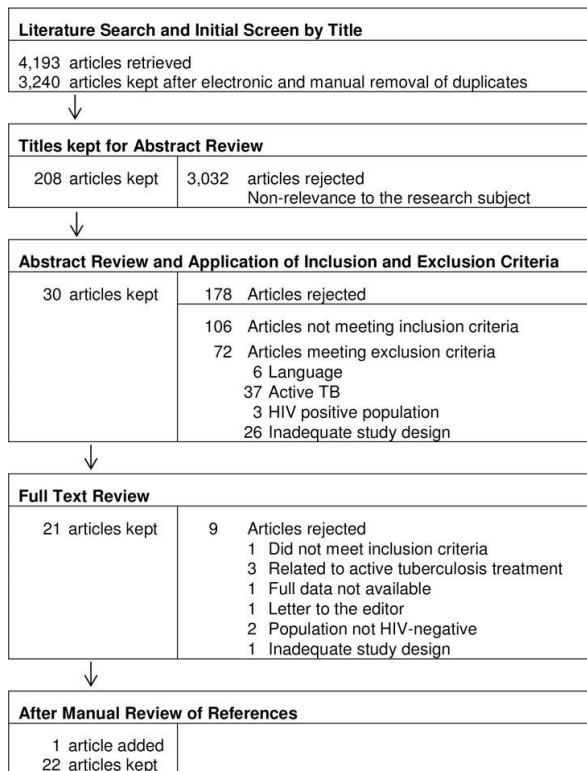 Literature Search and Initial Screen by Title
4,193 articles retrieved
3,240 articles kept after electronic and manual removal of duplicates
Titles kept for Abstract Review
208 articles kept 3,032 articles rejected
Non-relevance to the research subject
Abstract Review and Application of Inclusion and Exclusion Criteria
30 articles kept 178 Articles rejected
106 Articles not meeting inclusion criteria
72 Articles meeting exclusion criteria
6 Language
37 Active TB
3 HIV positive population
26 Inadequate study design
Full Text Review
21 articles kept 9 Articles rejected
1 Did not meet inclusion criteria
3 Related to active tuberculosis treatment
1 Full data not available
1 Letter to the editor
2 Population not HIV-negative
1 Inadequate study design
After Manual Review of References
1 article added
22 articles kept